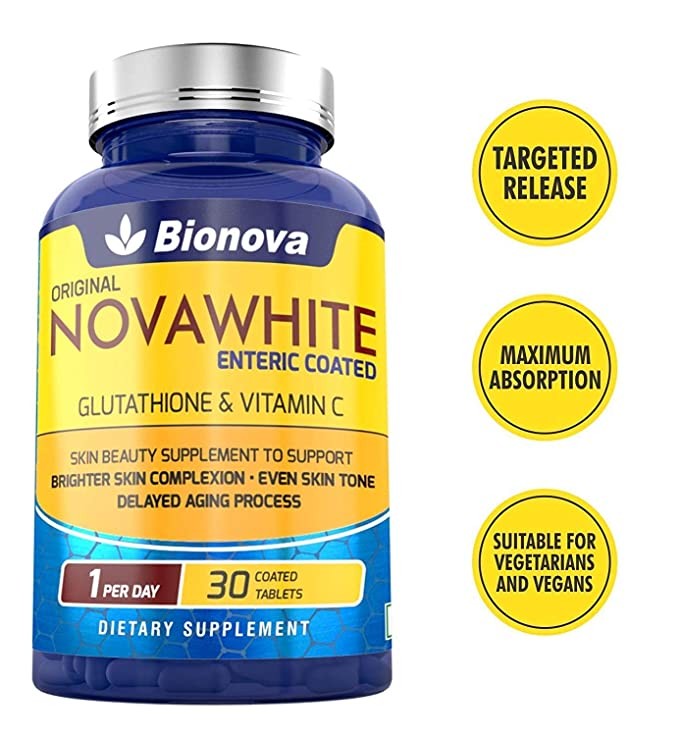 Bionova
ORIGINAL
NOVAWHITE
ENTERIC COATED
GLUTATHIONE & VITAMIN C
SKIN BEAUTY SUPPLEMENT TO SUPPORT
BRIGHTER SKIN COMPLEXION • EVEN SKIN TONE
DELAYED AGING PROCESS
1 PER DAY
30 COATED
TABLETS
DIETARY SUPPLEMENT
TARGETED
RELEASE
MAXIMUM
ABSORPTION
SUITABLE FOR
VEGETARIANS
AND VEGANS